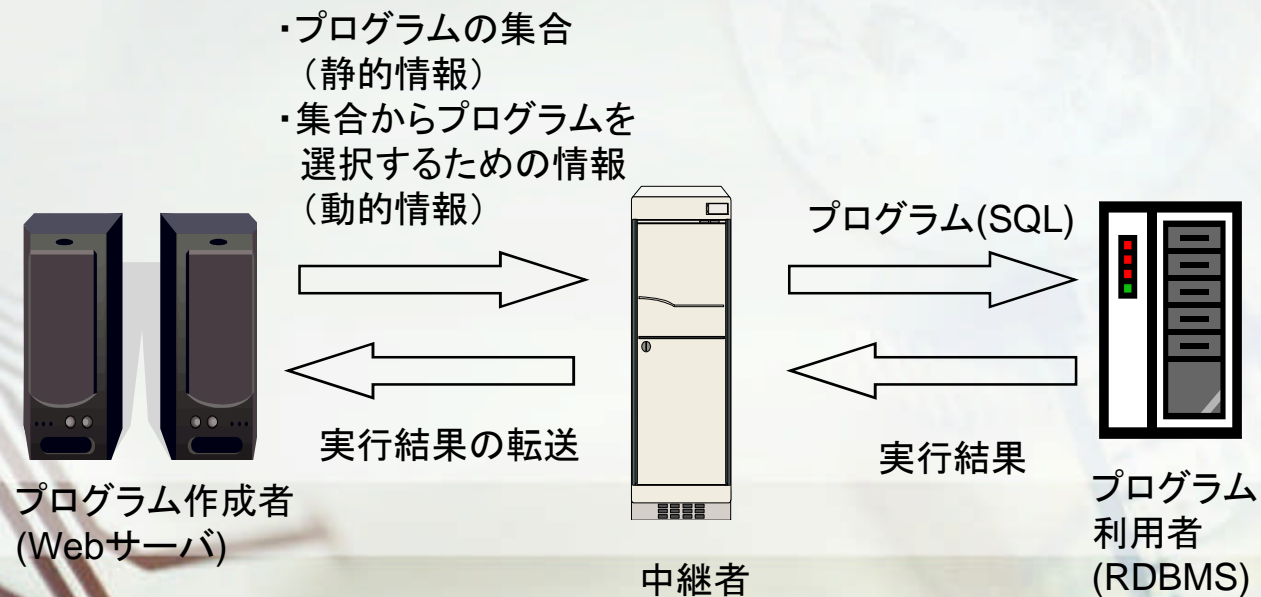 ・プログラムの集合
（静的情報）
・集合からプログラムを
選択するための情報
（動的情報）
プログラム(SQL)
実行結果の転送
実行結果
プログラム作成者
(Webサーバ)
中継者
プログラム
利用者
(RDBMS)